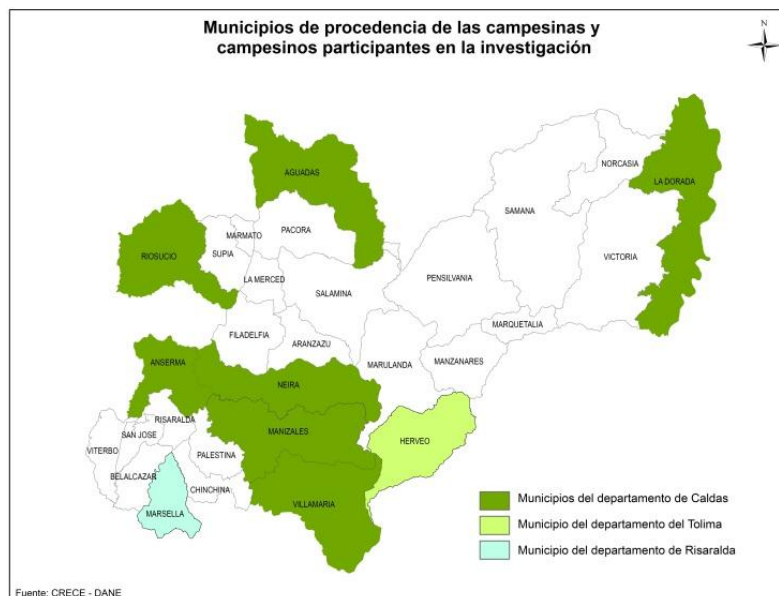 Municipios de procedencia de las campesinas y
campesinos participantes en la investigación
N
AGUADAS
NORCASIA
LA DORADA
SAMANA
MARMATO
PACORA
RIOSUCIO
SUPIA
VICTORIA
LA MERCED
PENSILVANIA
SALAMINA
MARQUETALIA
FILADELFIA
ARANZAZU
ANSERMA
MARULANDA
MANZANARES
NEIRA
RISARALDA
SAN JOSE
MANIZALES
HERVEO
VITERBO
PALESTINA
BELALCAZAR
CHINCHINA
VILLAMARIA
MARSELLA
Municipios del departamento de Caldas
Municipio del departamento del Tolima
Municipio del departamento de Risaralda
Fuente: CRECE - DANE